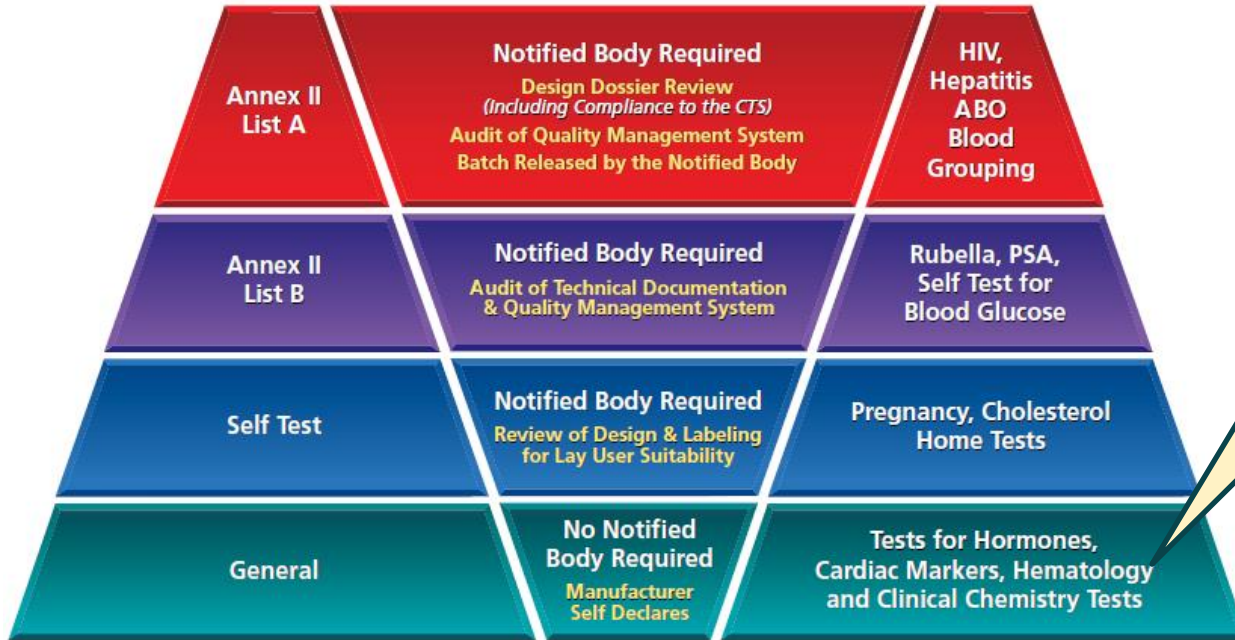 Annex II
List A
Notified Body Required
Design Dossier Review
(Including Compliance to the CTS)
Audit of Quality Management System
Batch Released by the Notified Body
HIV,
Hepatitis
ABO
Blood
Grouping
Annex II
List B
Notified Body Required
Audit of Technical Documentation
& Quality Management System
Rubella, PSA,
Self Test for
Blood Glucose
Self Test
Notified Body Required
Review of Design & Labeling
for Lay User Suitability
Pregnancy, Cholesterol
Home Tests
General
No Notified
Body Required
Manufacturer
Self Declares
Tests for Hormones,
Cardiac Markers, Hematology
and Clinical Chemistry Tests